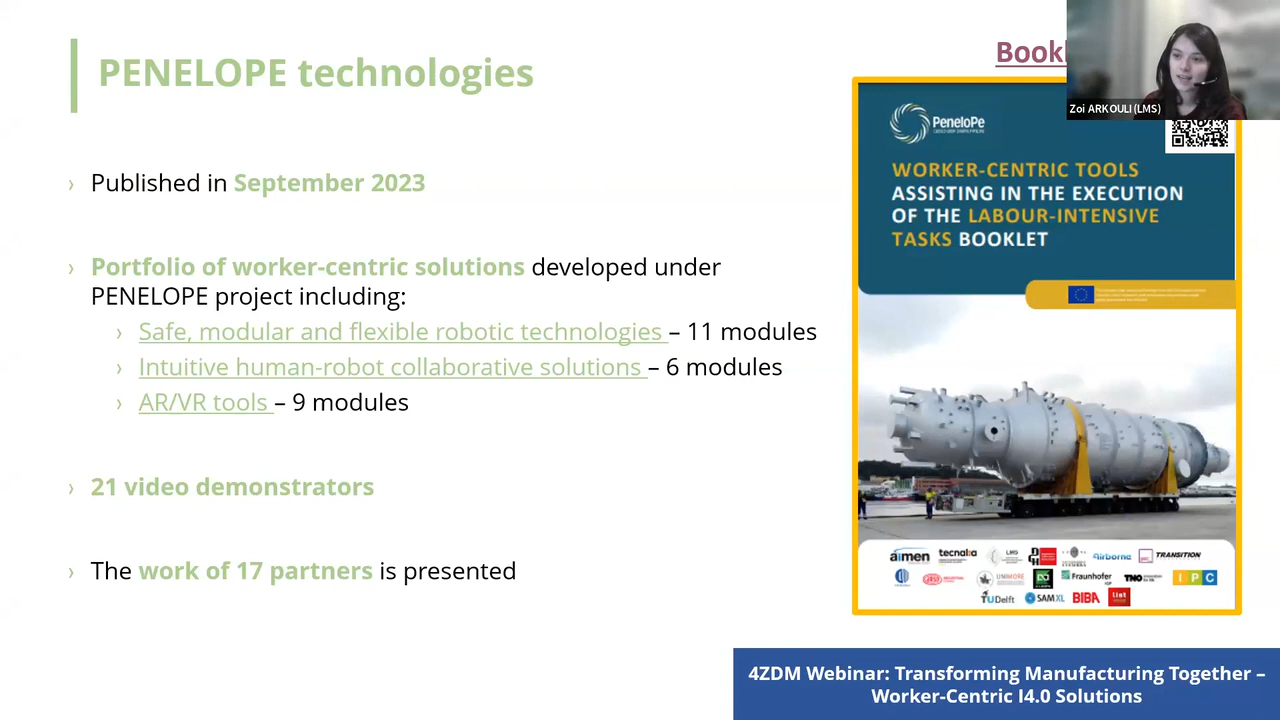 PENELOPE technologies
Published in September 2023
Portfolio of worker-centric solutions developed under
PENELOPE project including:
Safe, modular and flexible robotic technologies – 11 modules
Intuitive human-robot collaborative solutions – 6 modules
AR/VR tools – 9 modules
21 video demonstrators
The work of 17 partners is presented
Zoi ARKOULI (LMS)
PeneloPe
WORKER-CENTRIC TOOLS
ASSISTING IN THE EXECUTION
OF THE LABOUR-INTENSIVE
TASKS BOOKLET
aimen tecnalia LMS Airborne TRANSITION
UNIMORE Fraunhofer TNO IPC
TUDelft SAMXL BIBA list
4ZDM Webinar: Transforming Manufacturing Together –
Worker-Centric I4.0 Solutions